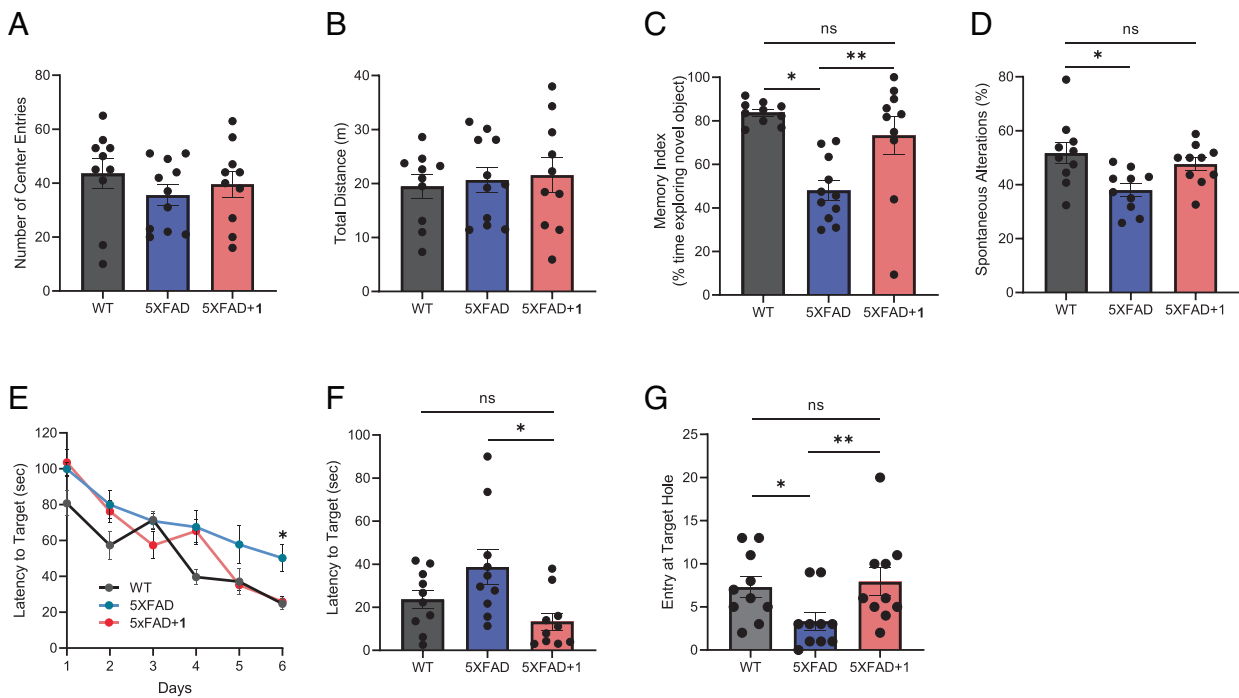 A
Number of Center Entries
80
60
40
20
0
WT
5XFAD
5XFAD+1
B
Total Distance (m)
40
30
20
10
0
WT
5XFAD
5XFAD+1
C
ns
*
**
Memory Index
(% time exploring novel object)
100
80
60
40
20
0
WT
5XFAD
5XFAD+1
D
ns
*
Spontaneous Alterations (%)
80
60
40
20
0
WT
5XFAD
5XFAD+1
E
Latency to Target (sec)
120
100
80
60
40
20
0
*
WT
5XFAD
5xFAD+1
1
2
3
4
5
6
Days
F
ns
*
Latency to Target (sec)
100
80
60
40
20
0
WT
5XFAD
5XFAD+1
G
ns
*
**
Entry at Target Hole
25
20
15
10
5
0
WT
5XFAD
5XFAD+1